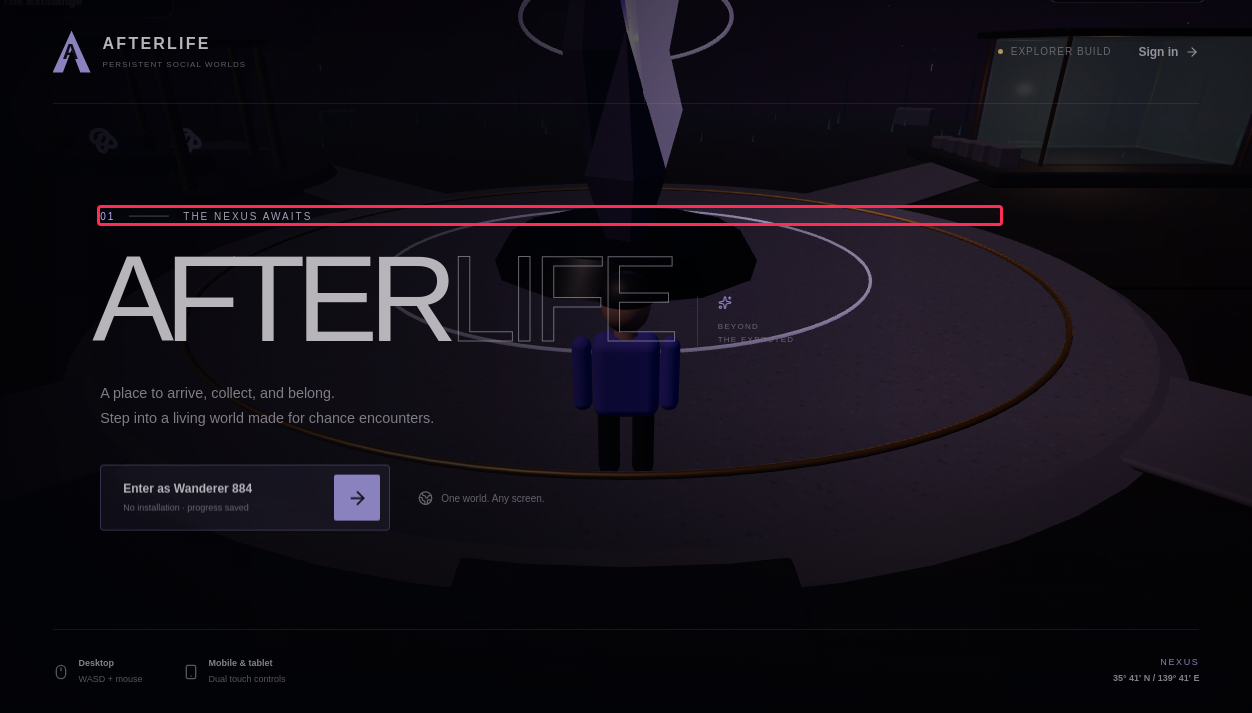 The Exchange
AFTERLIFE
PERSISTENT SOCIAL WORLDS
EXPLORER BUILD
Sign in
01
THE NEXUS AWAITS
AFTERLIFE
BEYOND
THE EXPECTED
A place to arrive, collect, and belong.
Step into a living world made for chance encounters.
Enter as Wanderer 884
No installation · progress saved
One world. Any screen.
Desktop
WASD + mouse
Mobile & tablet
Dual touch controls
NEXUS
35° 41' N / 139° 41' E